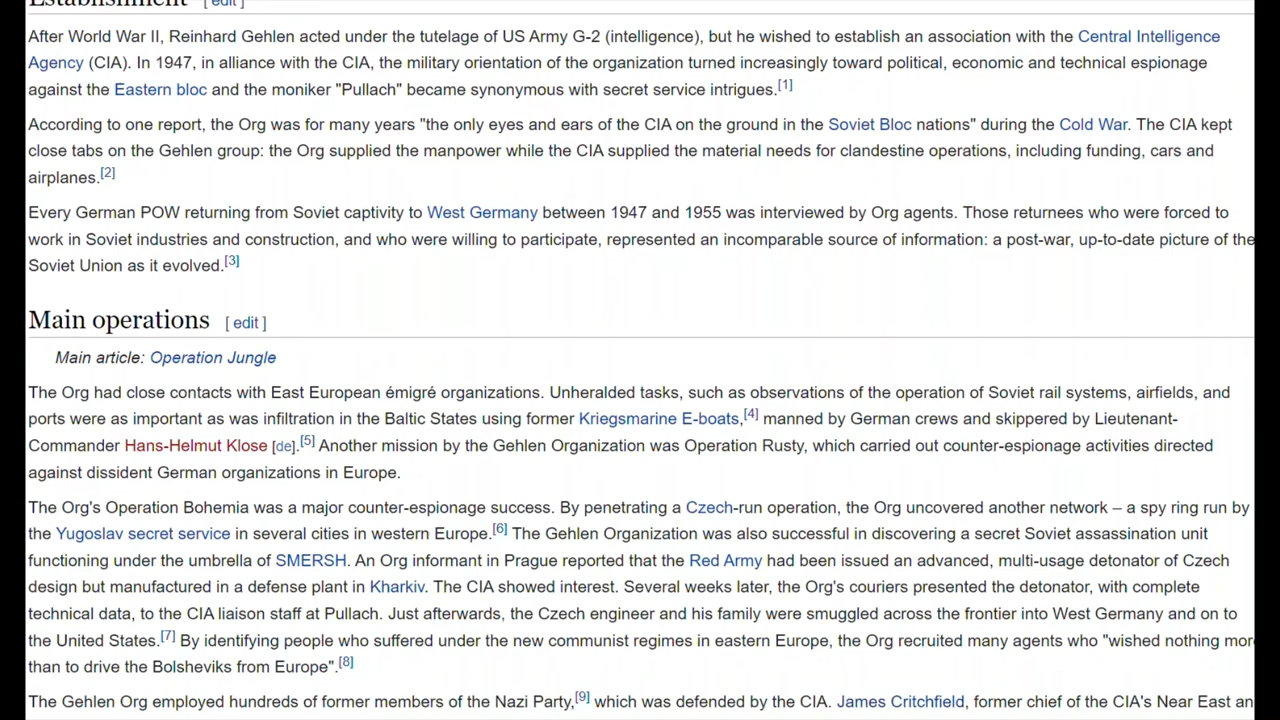 Establishment [ edit ]
After World War II, Reinhard Gehlen acted under the tutelage of US Army G-2 (intelligence), but he wished to establish an association with the Central Intelligence
Agency (CIA). In 1947, in alliance with the CIA, the military orientation of the organization turned increasingly toward political, economic and technical espionage
against the Eastern bloc and the moniker "Pullach" became synonymous with secret service intrigues.[1]
According to one report, the Org was for many years "the only eyes and ears of the CIA on the ground in the Soviet Bloc nations" during the Cold War. The CIA kept
close tabs on the Gehlen group: the Org supplied the manpower while the CIA supplied the material needs for clandestine operations, including funding, cars and
airplanes.[2]
Every German POW returning from Soviet captivity to West Germany between 1947 and 1955 was interviewed by Org agents. Those returnees who were forced to
work in Soviet industries and construction, and who were willing to participate, represented an incomparable source of information: a post-war, up-to-date picture of the
Soviet Union as it evolved.[3]
Main operations [ edit ]
Main article: Operation Jungle
The Org had close contacts with East European émigré organizations. Unheralded tasks, such as observations of the operation of Soviet rail systems, airfields, and
ports were as important as was infiltration in the Baltic States using former Kriegsmarine E-boats,[4] manned by German crews and skippered by Lieutenant-
Commander Hans-Helmut Klose [de].[5] Another mission by the Gehlen Organization was Operation Rusty, which carried out counter-espionage activities directed
against dissident German organizations in Europe.
The Org's Operation Bohemia was a major counter-espionage success. By penetrating a Czech-run operation, the Org uncovered another network – a spy ring run by
the Yugoslav secret service in several cities in western Europe.[6] The Gehlen Organization was also successful in discovering a secret Soviet assassination unit
functioning under the umbrella of SMERSH. An Org informant in Prague reported that the Red Army had been issued an advanced, multi-usage detonator of Czech
design but manufactured in a defense plant in Kharkiv. The CIA showed interest. Several weeks later, the Org's couriers presented the detonator, with complete
technical data, to the CIA liaison staff at Pullach. Just afterwards, the Czech engineer and his family were smuggled across the frontier into West Germany and on to
the United States.[7] By identifying people who suffered under the new communist regimes in eastern Europe, the Org recruited many agents who "wished nothing more
than to drive the Bolsheviks from Europe".[8]
The Gehlen Org employed hundreds of former members of the Nazi Party,[9] which was defended by the CIA. James Critchfield, former chief of the CIA's Near East an